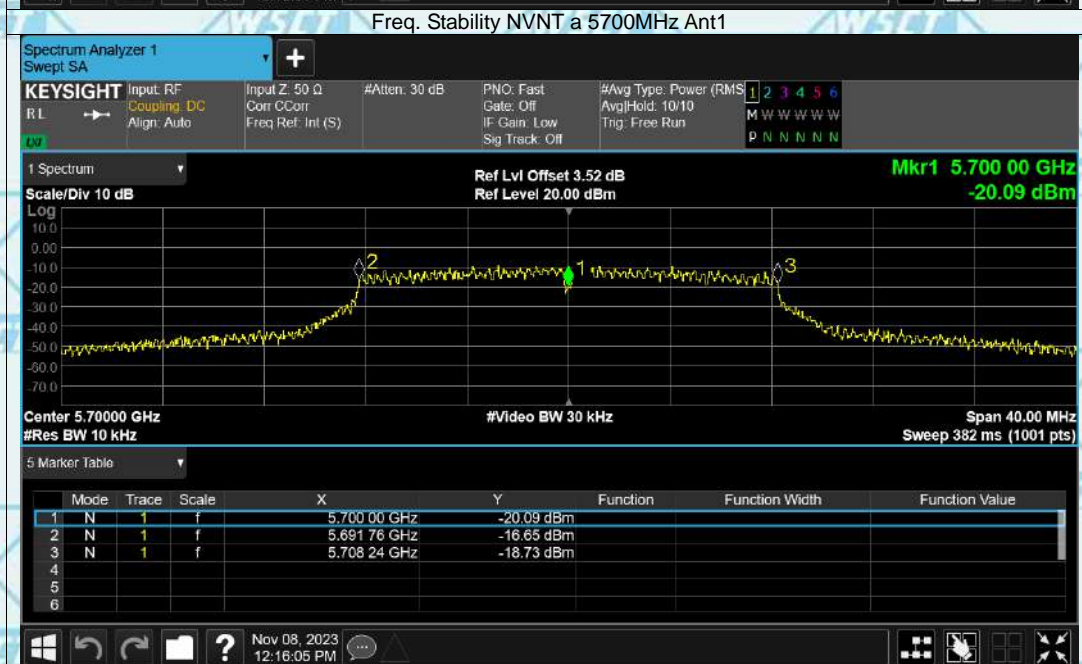 Freq. Stability NVNT a 5700MHz Ant1
Spectrum Analyzer 1
Swept SA
+
KEYSIGHT
RL
LXI
Input: RF
Coupling: DC
Align: Auto
Input Z: 50 Ω
Corr CCorr
Freq Ref: Int (S)
#Atten: 30 dB
PNO: Fast
Gate: Off
IF Gain: Low
Sig Track: Off
#Avg Type: Power (RMS
Avg|Hold: 10/10
Trig: Free Run
1 2 3 4 5 6
M W W W W W
P N N N N N
1 Spectrum
Scale/Div 10 dB
Ref Lvl Offset 3.52 dB
Ref Level 20.00 dBm
Mkr1 5.700 00 GHz
-20.09 dBm
Log
10.0
0.00
-10.0
-20.0
-30.0
-40.0
-50.0
-60.0
-70.0
2
1
3
Center 5.70000 GHz
#Video BW 30 kHz
Span 40.00 MHz
#Res BW 10 kHz
Sweep 382 ms (1001 pts)
5 Marker Table
Mode Trace Scale X Y Function Function Width Function Value
1 N 1 f 5.700 00 GHz -20.09 dBm
2 N 1 f 5.691 76 GHz -16.65 dBm
3 N 1 f 5.708 24 GHz -18.73 dBm
4
5
6
?
Nov 08, 2023
12:16:05 PM